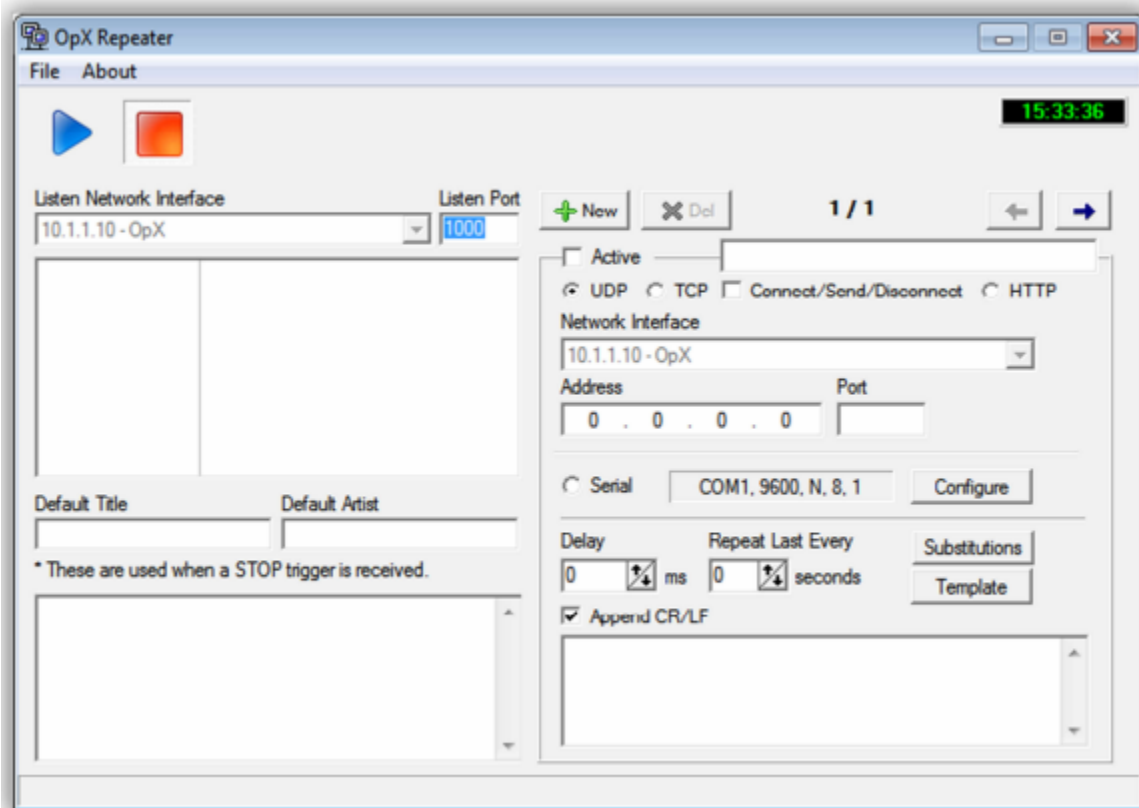 OpX Repeater
File About
15:33:36
Listen Network Interface Listen Port
10.1.1.10 - OpX 1000
Default Title Default Artist
* These are used when a STOP trigger is received.
New Del 1 / 1
Active
UDP TCP Connect/Send/Disconnect HTTP
Network Interface
10.1.1.10 - OpX
Address Port
0 . 0 . 0 . 0
Serial COM1, 9600, N, 8, 1 Configure
Delay Repeat Last Every Substitutions
0 ms 0 seconds Template
Append CR/LF